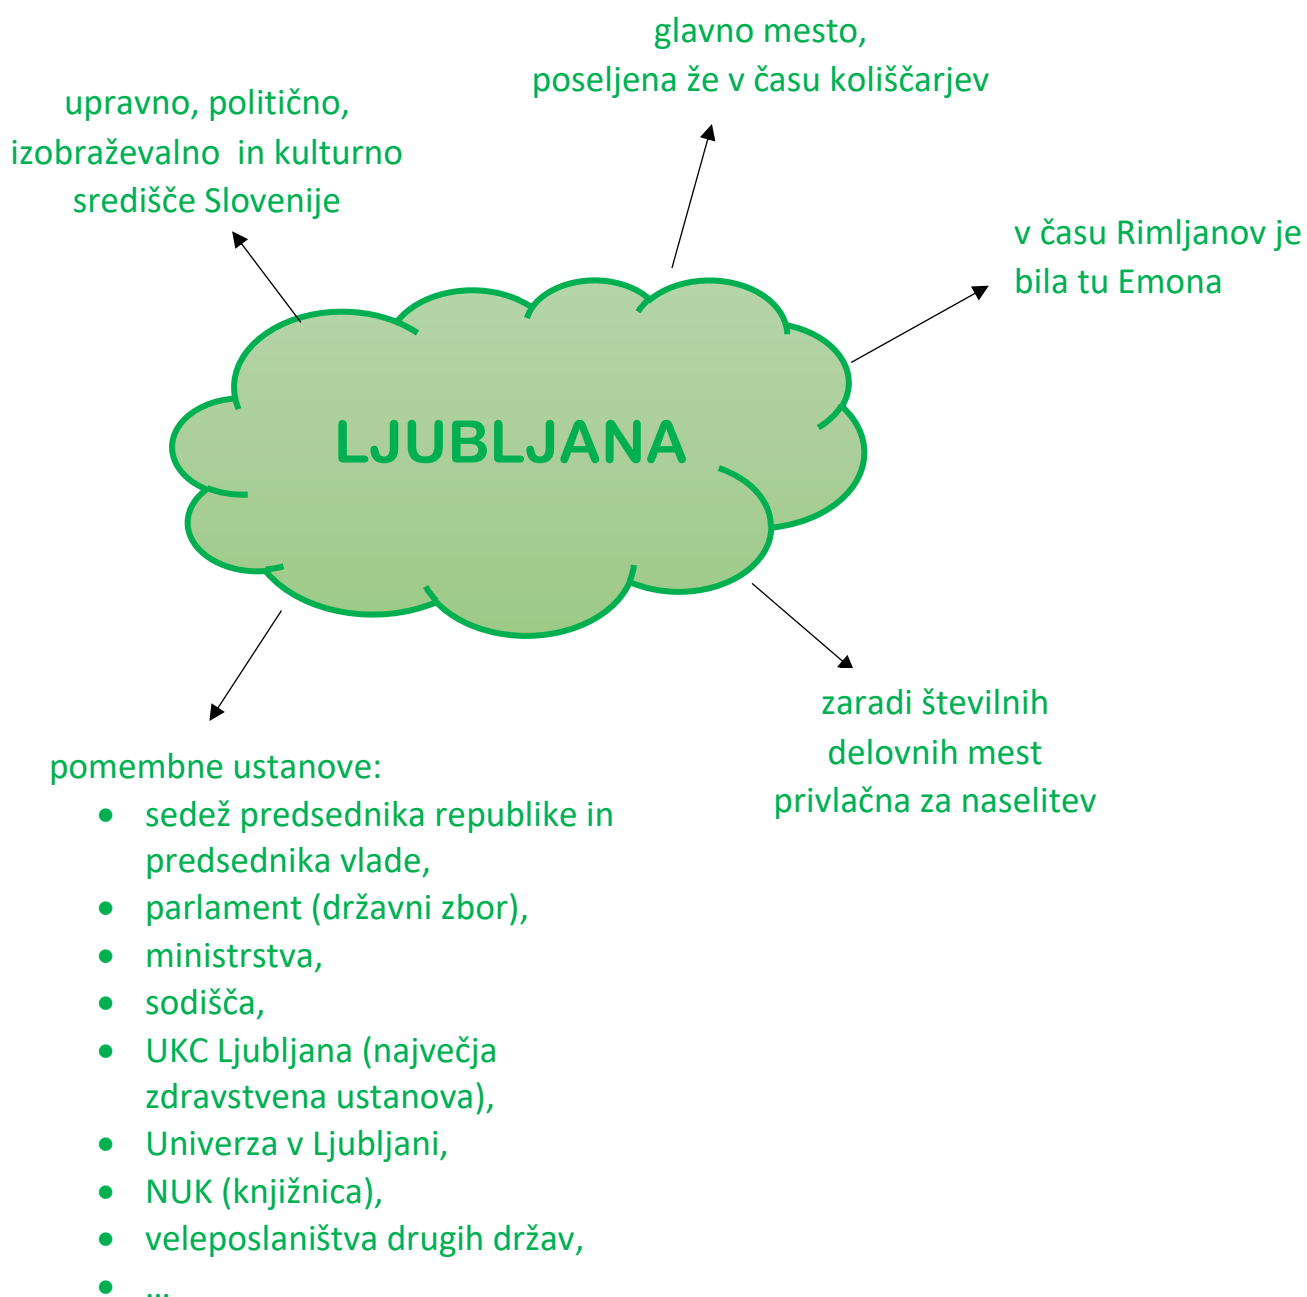 glavno mesto,
poseljena že v času koliščarjev
upravno, politično,
izobraževalno in kulturno
središče Slovenije
v času Rimljanov je
bila tu Emona
LJUBLJANA
zaradi številnih
delovnih mest
privlačna za naselitev
pomembne ustanove:
• sedež predsednika republike in
predsednika vlade,
• parlament (državni zbor),
• ministrstva,
• sodišča,
• UKC Ljubljana (največja
zdravstvena ustanova),
• Univerza v Ljubljani,
• NUK (knjižnica),
• veleposlaništva drugih držav,
• ...